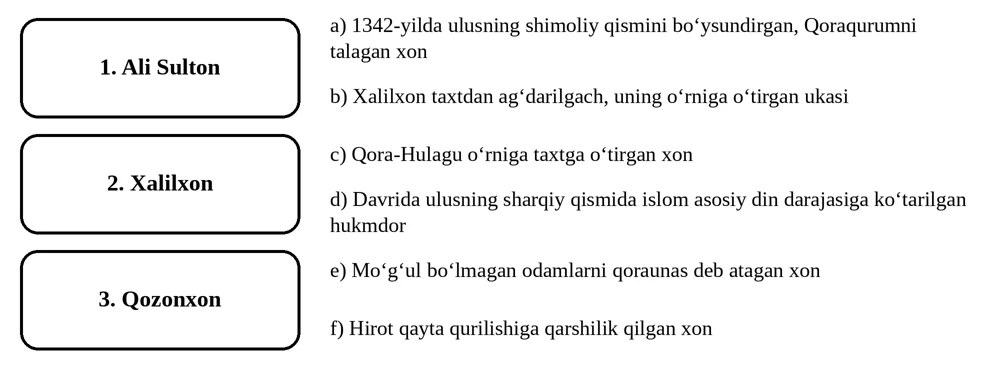 1. Ali Sulton
2. Xalilxon
3. Qozonxon
a) 1342-yilda ulusning shimoliy qismini bo‘ysundirgan, Qoraqurumni
talagan xon
b) Xalilxon taxtdan ag‘darilgach, uning o‘rniga o‘tirgan ukasi
c) Qora-Hulagu o‘rniga taxtga o‘tirgan xon
d) Davrida ulusning sharqiy qismida islom asosiy din darajasiga ko‘tarilgan
hukmdor
e) Mo‘g‘ul bo‘lmagan odamlarni qoraunas deb atagan xon
f) Hirot qayta qurilishiga qarshilik qilgan xon